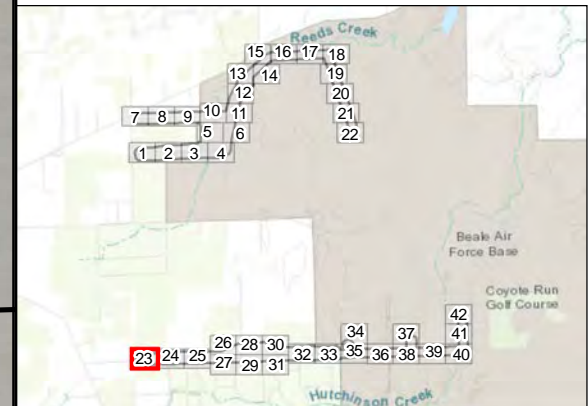 Reeds Creek
15 16 17 18
13 14 19
12 20
7 8 9 10 11 21
5 6 22
1 2 3 4
Beale Air
Force Base
Coyote Run
Golf Course
42
34 37 41
26 28 30
23 24 25 32 33 35 36 38 39 40
27 29 31
Hutchinson Creek